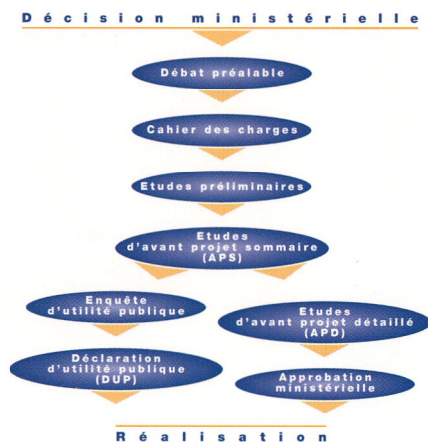 Décision ministérielle
Débat préalable
Cahier des charges
Etudes préliminaires
Etudes
d'avant projet sommaire
(APS)
Enquête
d'utilité publique
Déclaration
d'utilité publique
(DUP)
Etudes
d'avant projet détaillé
(APD)
Approbation
ministérielle
Réalisation